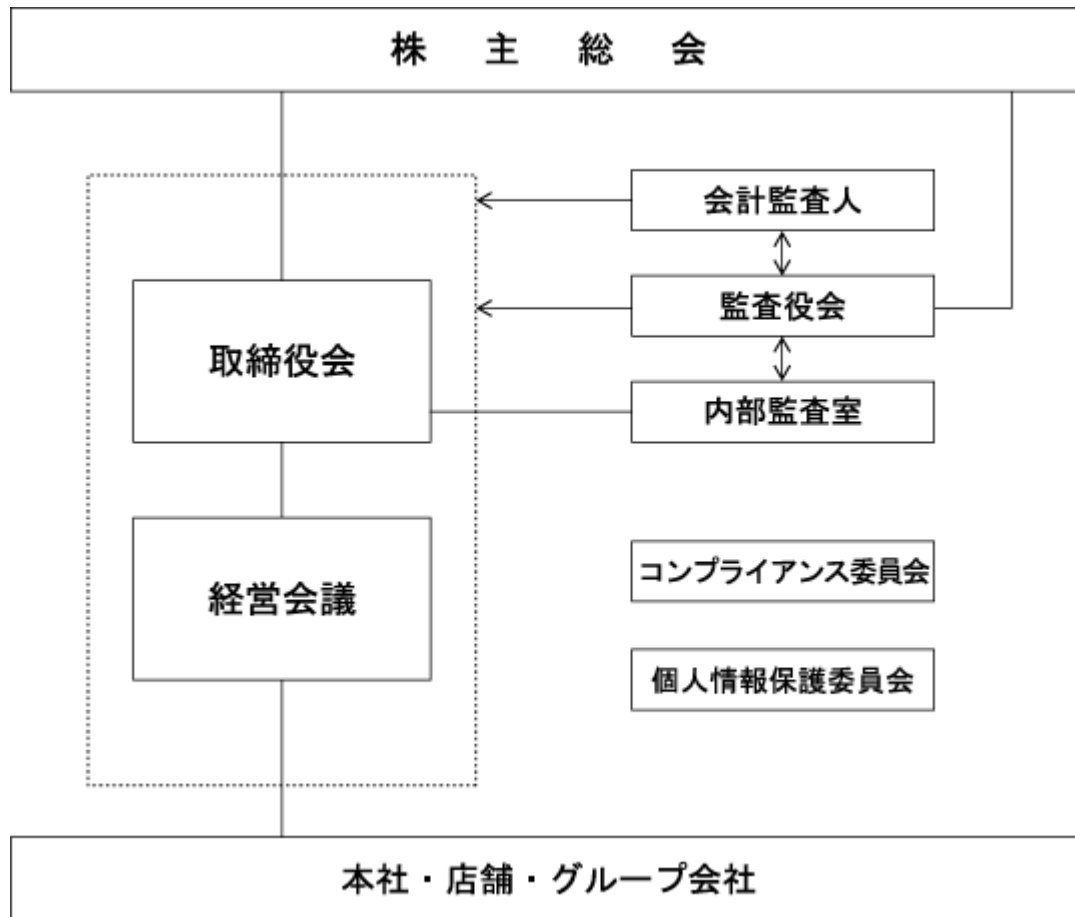 株主総会
会計監査人
監査役会
取締役会
内部監査室
コンプライアンス委員会
経営会議
個人情報保護委員会
本社・店舗・グループ会社